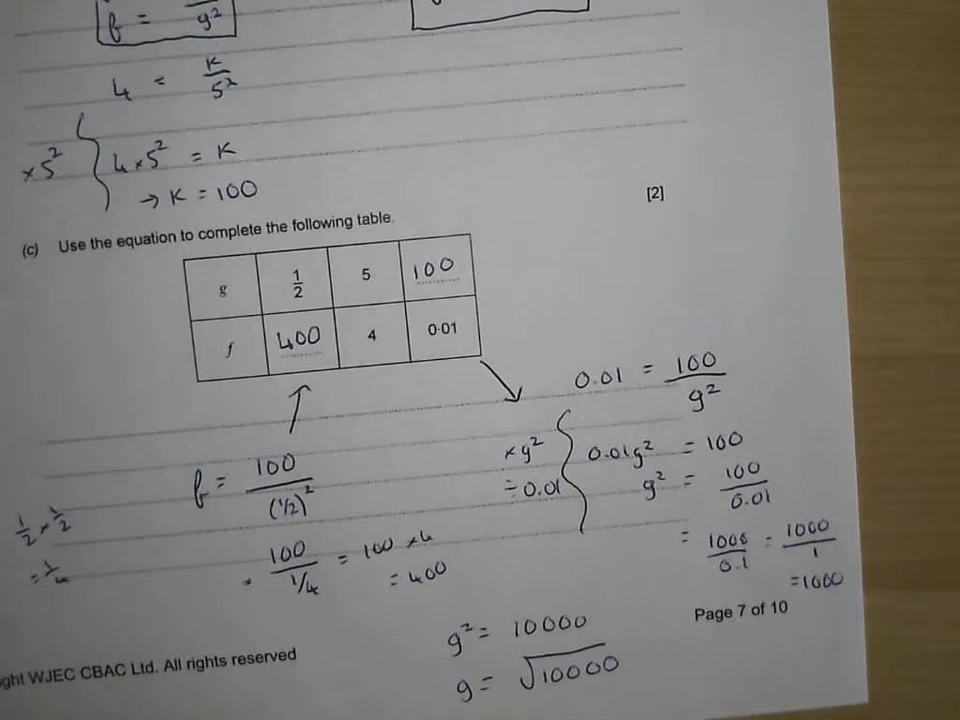 f = / g²
4 = K/5²
×5² { 4×5² = K
→ K = 100
[2]
(c) Use the equation to complete the following table.
g 1/2 5 100
f 400 4 0·01
0.01 = 100/g²
×g² 0.01g² = 100
÷0.01 g² = 100/0.01
= 1000/0.1 = 1000/1
=1000
f = 100/(1/2)²
1/2 × 1/2
= 1/4
= 100/1/4 = 100 ×4
= 400
g² = 10000
g = √10000
Page 7 of 10
ght WJEC CBAC Ltd. All rights reserved